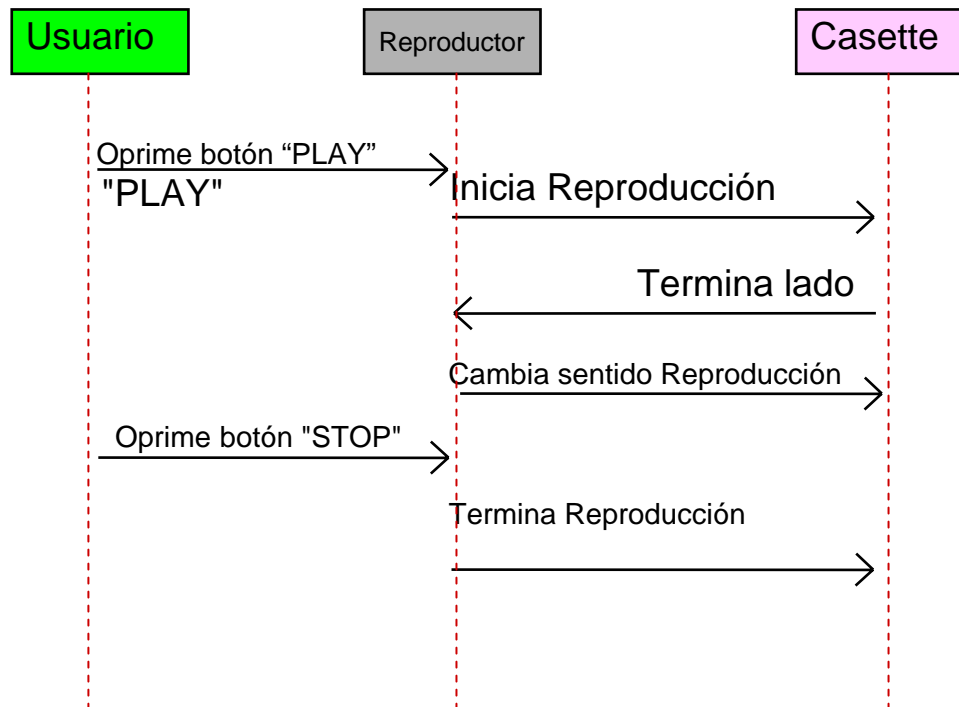 Usuario
Reproductor
Casette
Oprime botón “PLAY”
"PLAY"
Inicia Reproducción
Termina lado
Cambia sentido Reproducción
Oprime botón "STOP"
Termina Reproducción